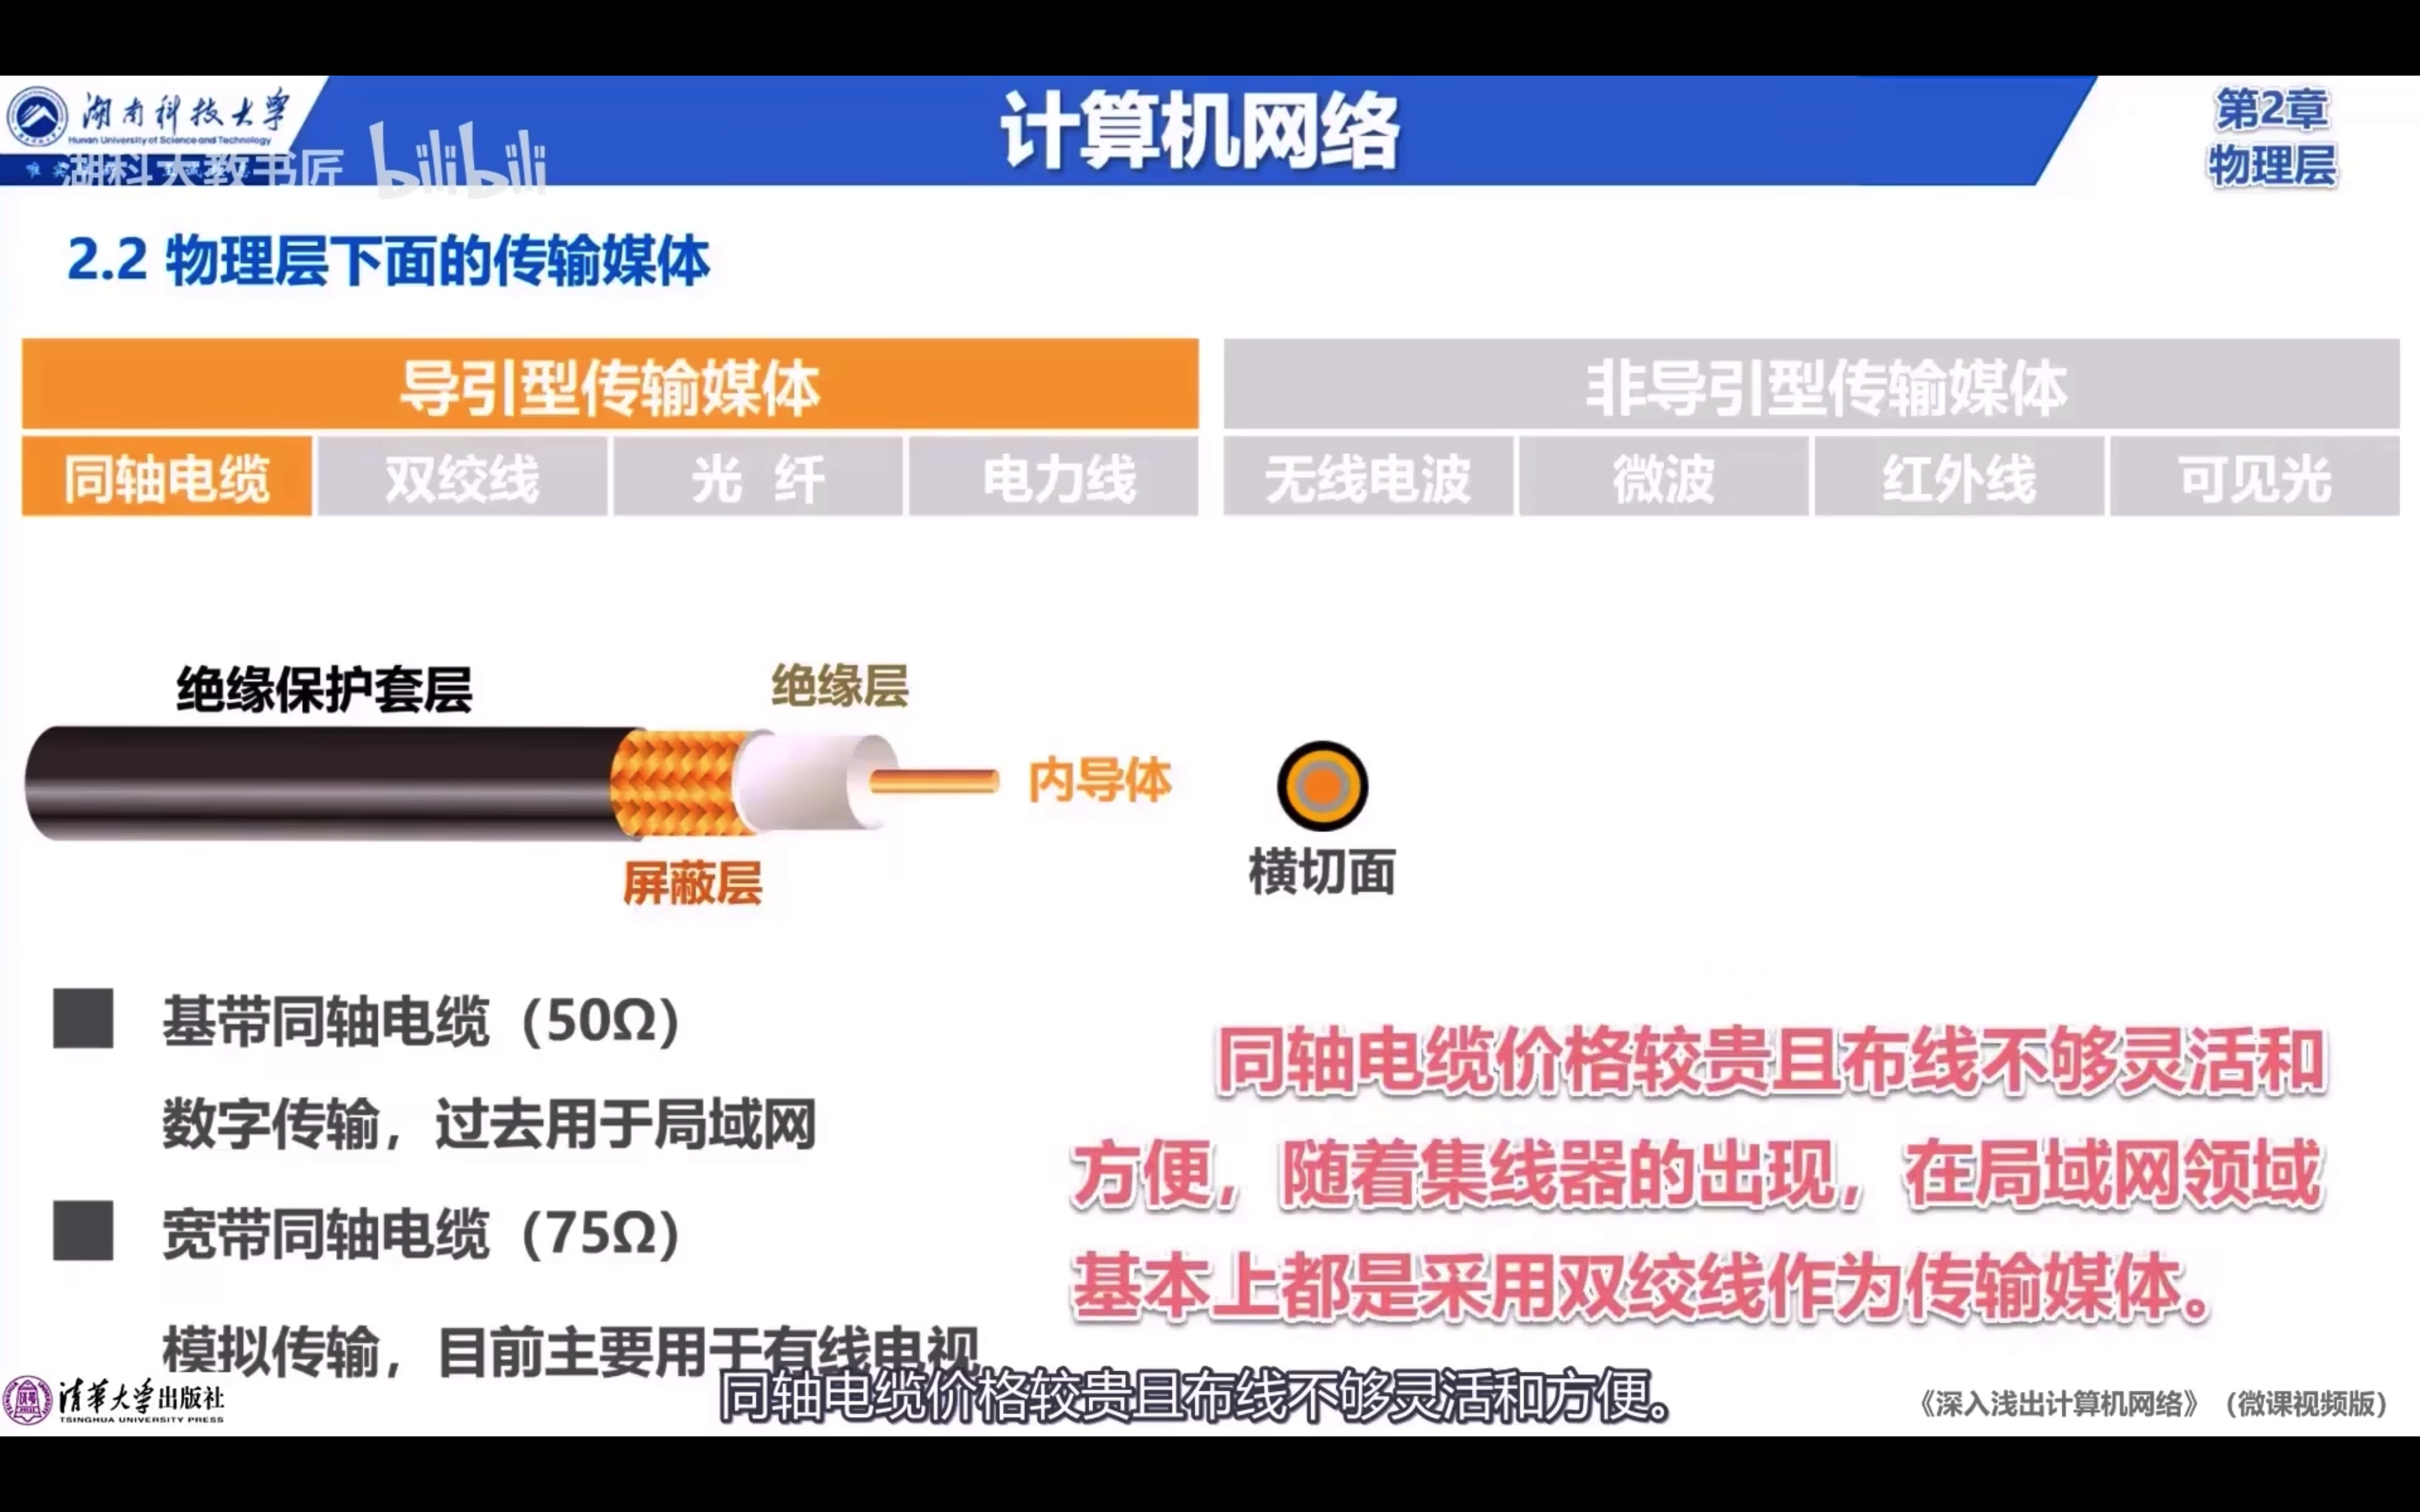 湖南科技大学
Hunan University of Science and Technology
湖科大教书匠 bilibili
计算机网络
第2章
物理层
2.2 物理层下面的传输媒体
导引型传输媒体
非导引型传输媒体
同轴电缆
双绞线
光 纤
电力线
无线电波
微波
红外线
可见光
绝缘保护套层
绝缘层
内导体
屏蔽层
横切面
基带同轴电缆（50Ω）
数字传输，过去用于局域网
宽带同轴电缆（75Ω）
模拟传输，目前主要用于有线电视
同轴电缆价格较贵且布线不够灵活和
方便，随着集线器的出现，在局域网领域
基本上都是采用双绞线作为传输媒体。
同轴电缆价格较贵且布线不够灵活和方便。
清华大学出版社
TSINGHUA UNIVERSITY PRESS
《深入浅出计算机网络》（微课视频版）